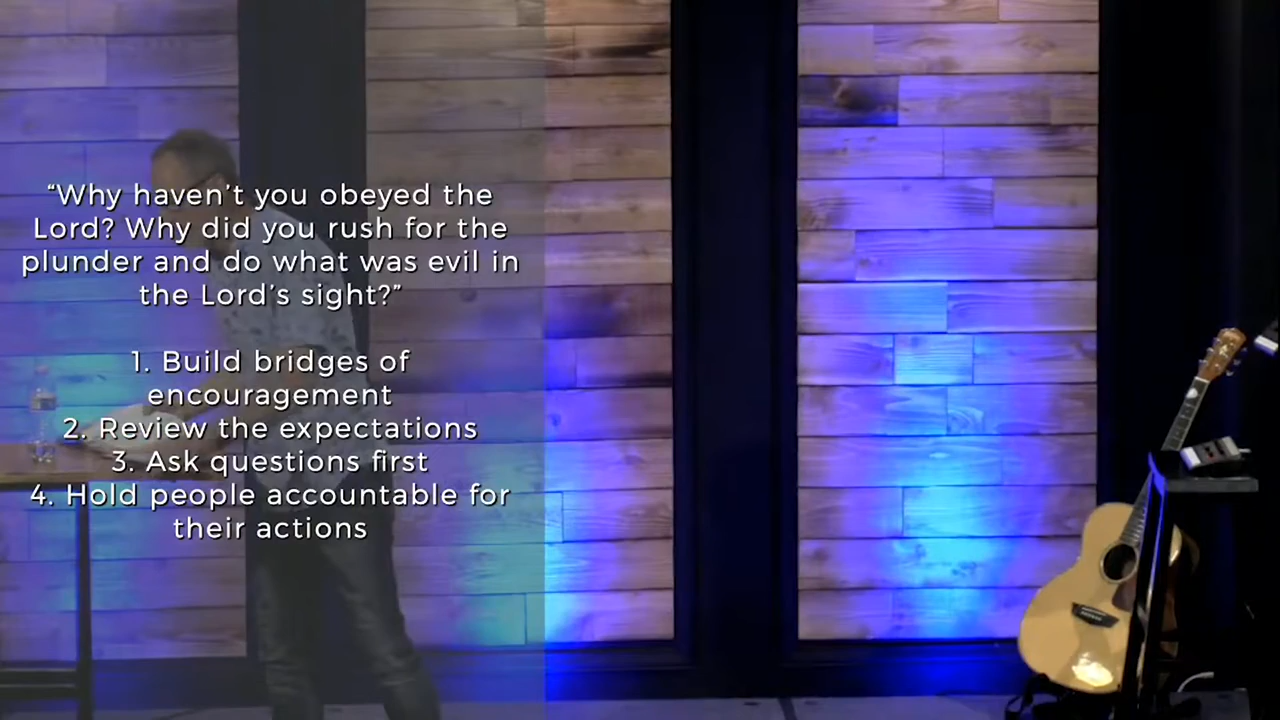 “Why haven’t you obeyed the
Lord? Why did you rush for the
plunder and do what was evil in
the Lord’s sight?”
1. Build bridges of
encouragement
2. Review the expectations
3. Ask questions first
4. Hold people accountable for
their actions